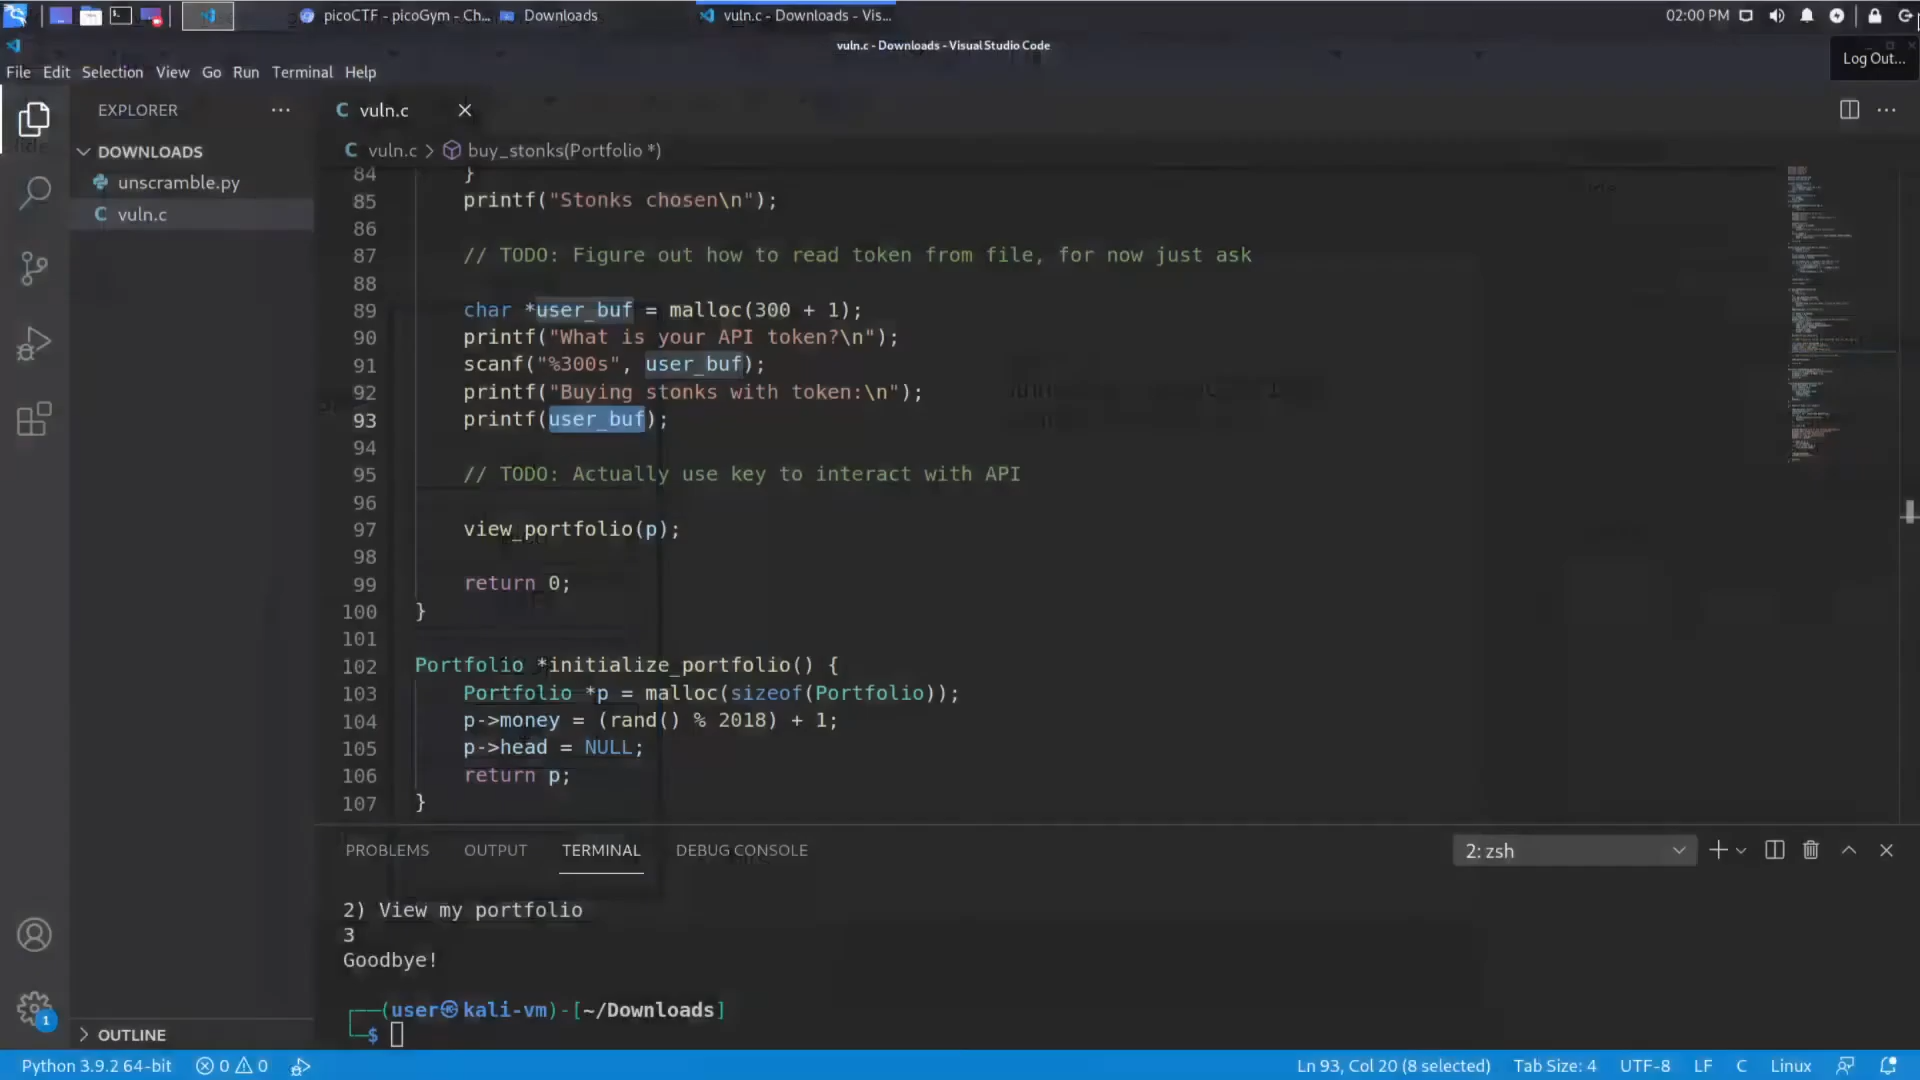 picoCTF - picoGym - Ch...
Downloads
vuln.c - Downloads - Vis...
02:00 PM
vuln.c - Downloads - Visual Studio Code
Log Out...
File Edit Selection View Go Run Terminal Help
EXPLORER
DOWNLOADS
unscramble.py
C vuln.c
OUTLINE
C vuln.c
C vuln.c > buy_stonks(Portfolio *)
84 }
85 printf("Stonks chosen\n");
86
87 // TODO: Figure out how to read token from file, for now just ask
88
89 char *user_buf = malloc(300 + 1);
90 printf("What is your API token?\n");
91 scanf("%300s", user_buf);
92 printf("Buying stonks with token:\n");
93 printf(user_buf);
94
95 // TODO: Actually use key to interact with API
96
97 view_portfolio(p);
98
99 return 0;
100 }
101
102 Portfolio *initialize_portfolio() {
103 Portfolio *p = malloc(sizeof(Portfolio));
104 p->money = (rand() % 2018) + 1;
105 p->head = NULL;
106 return p;
107 }
PROBLEMS OUTPUT TERMINAL DEBUG CONSOLE
2: zsh
2) View my portfolio
3
Goodbye!
┌──(user㉿kali-vm)-[~/Downloads]
└─$
1
Python 3.9.2 64-bit 0 0
Ln 93, Col 20 (8 selected) Tab Size: 4 UTF-8 LF C Linux